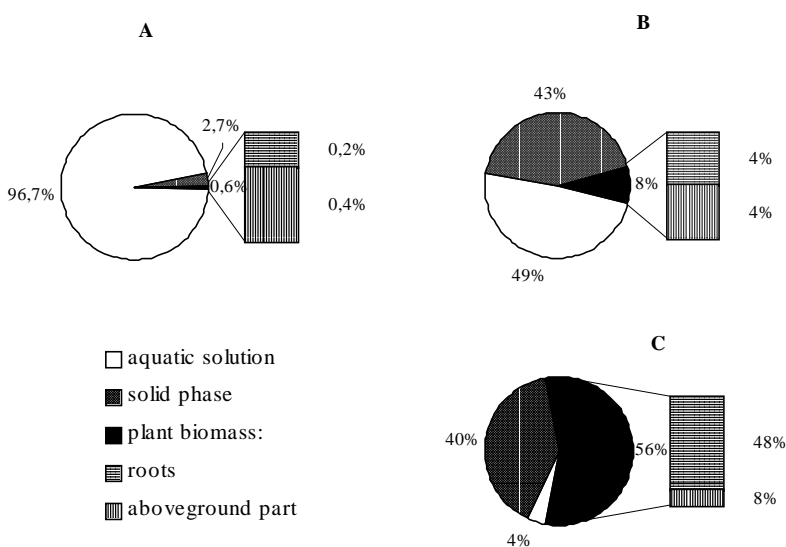 A
96,7%
2,7%
0,6%
0,2%
0,4%
B
43%
8%
49%
4%
4%
aquatic solution
solid phase
plant biomass:
roots
aboveground part
C
40%
56%
4%
48%
8%